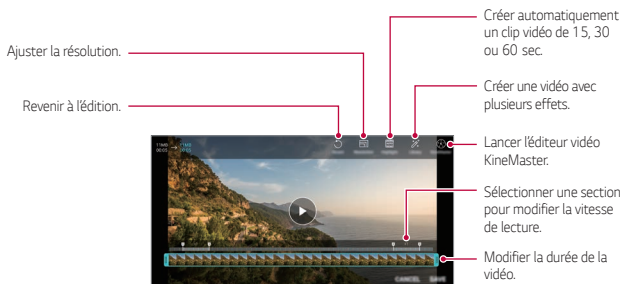 Créer automatiquement
un clip vidéo de 15, 30
ou 60 sec.
Ajuster la résolution.
Créer une vidéo avec
plusieurs effets.
Revenir à l'édition.
Lancer l'éditeur vidéo
KineMaster.
Sélectionner une section
pour modifier la vitesse
de lecture.
Modifier la durée de la
vidéo.
CANCEL SAVE